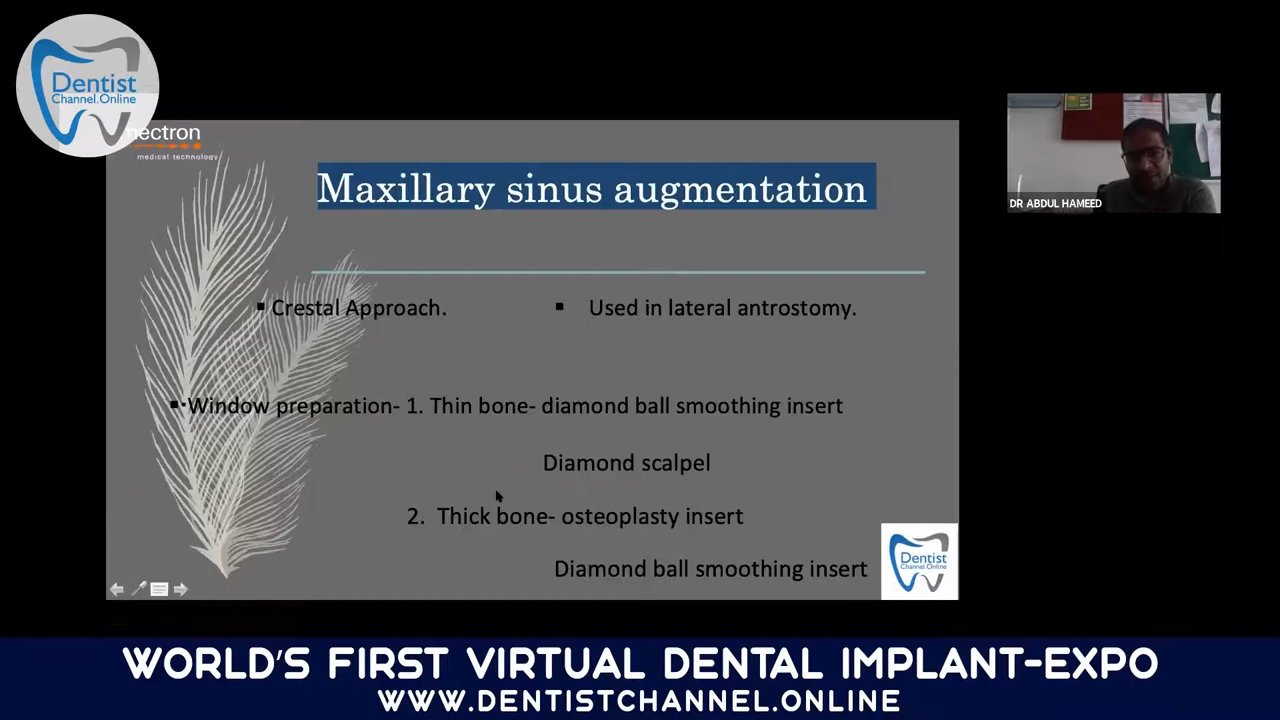 Dentist
Channel.Online
mectron
medical technology
Maxillary sinus augmentation
▪ Crestal Approach.
▪ Used in lateral antrostomy.
▪ Window preparation- 1. Thin bone- diamond ball smoothing insert
Diamond scalpel
2. Thick bone- osteoplasty insert
Diamond ball smoothing insert
Dentist
Channel.Online
DR ABDUL HAMEED
WORLD'S FIRST VIRTUAL DENTAL IMPLANT-EXPO
WWW.DENTISTCHANNEL.ONLINE